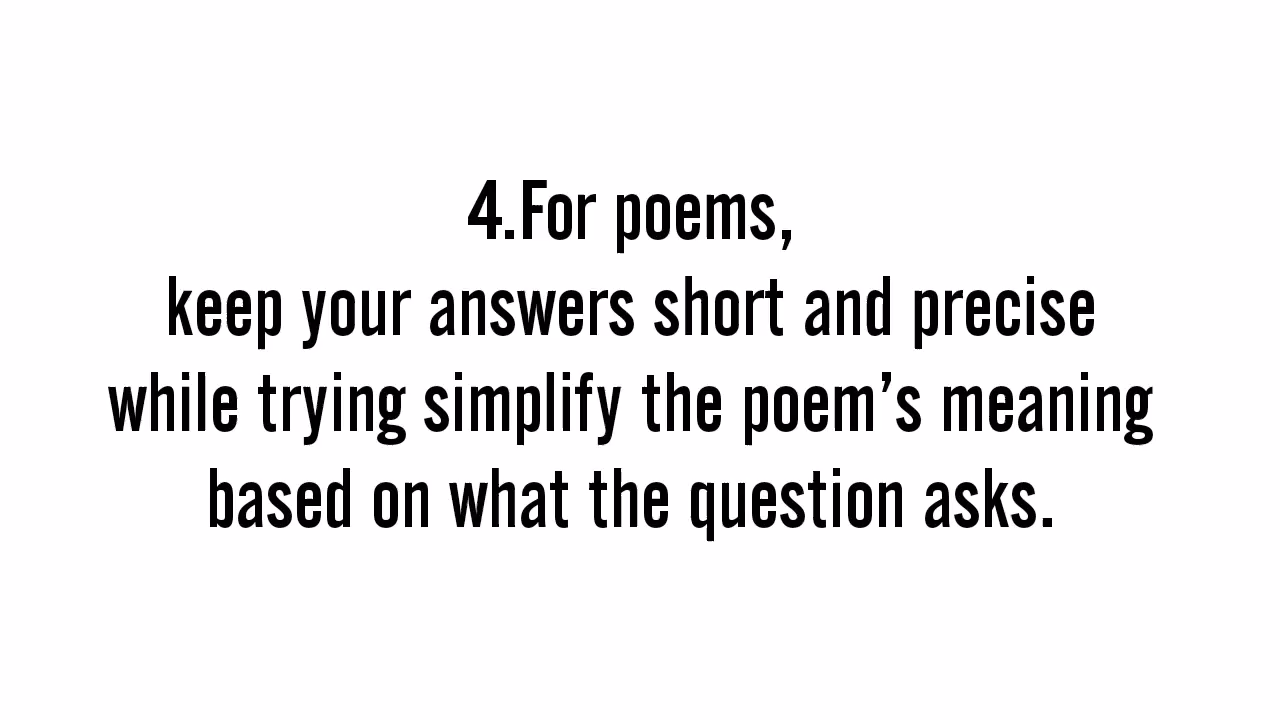 4.For poems,
keep your answers short and precise
while trying simplify the poem’s meaning
based on what the question asks.